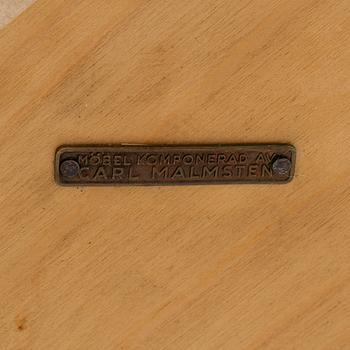 MÖBEL KOMPONERAD AV
CARL MALMSTEN